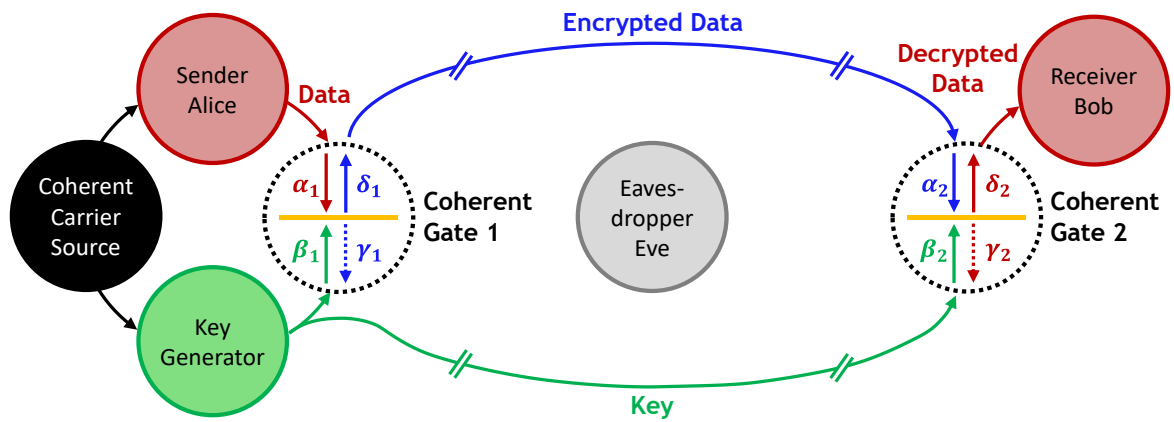 Encrypted Data
Sender
Alice
Data
Decrypted
Data
Receiver
Bob
Coherent
Carrier
Source
α₁
δ₁
β₁
γ₁
Coherent
Gate 1
Eaves-
dropper
Eve
α₂
δ₂
β₂
γ₂
Coherent
Gate 2
Key
Generator
Key